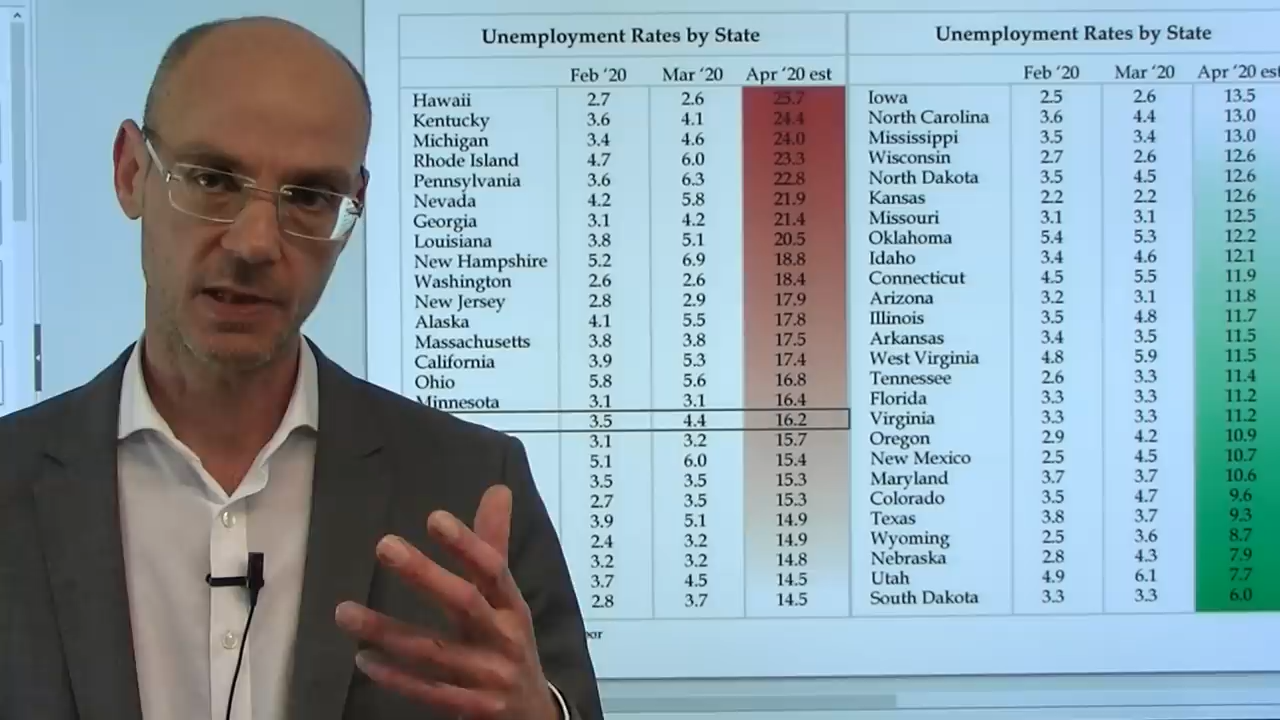 Unemployment Rates by State
Feb ‘20 Mar ‘20 Apr ‘20 est
Hawaii 2.7 2.6 25.7
Kentucky 3.6 4.1 24.4
Michigan 3.4 4.6 24.0
Rhode Island 4.7 6.0 23.3
Pennsylvania 3.6 6.3 22.8
Nevada 4.2 5.8 21.9
Georgia 3.1 4.2 21.4
Louisiana 3.8 5.1 20.5
New Hampshire 5.2 6.9 18.8
Washington 2.6 2.6 18.4
New Jersey 2.8 2.9 17.9
Alaska 4.1 5.5 17.8
Massachusetts 3.8 3.8 17.5
California 3.9 5.3 17.4
Ohio 5.8 5.6 16.8
Minnesota 3.1 3.1 16.4
3.5 4.4 16.2
3.1 3.2 15.7
5.1 6.0 15.4
3.5 3.5 15.3
2.7 3.5 15.3
3.9 5.1 14.9
2.4 3.2 14.9
3.2 3.2 14.8
3.7 4.5 14.5
2.8 3.7 14.5
Unemployment Rates by State
Feb ‘20 Mar ‘20 Apr ‘20 est
Iowa 2.5 2.6 13.5
North Carolina 3.6 4.4 13.0
Mississippi 3.5 3.4 13.0
Wisconsin 2.7 2.6 12.6
North Dakota 3.5 4.5 12.6
Kansas 2.2 2.2 12.6
Missouri 3.1 3.1 12.5
Oklahoma 5.4 5.3 12.2
Idaho 3.4 4.6 12.1
Connecticut 4.5 5.5 11.9
Arizona 3.2 3.1 11.8
Illinois 3.5 4.8 11.7
Arkansas 3.4 3.5 11.5
West Virginia 4.8 5.9 11.5
Tennessee 2.6 3.3 11.4
Florida 3.3 3.3 11.2
Virginia 3.3 3.3 11.2
Oregon 2.9 4.2 10.9
New Mexico 2.5 4.5 10.7
Maryland 3.7 3.7 10.6
Colorado 3.5 4.7 9.6
Texas 3.8 3.7 9.3
Wyoming 2.5 3.6 8.7
Nebraska 2.8 4.3 7.9
Utah 4.9 6.1 7.7
South Dakota 3.3 3.3 6.0